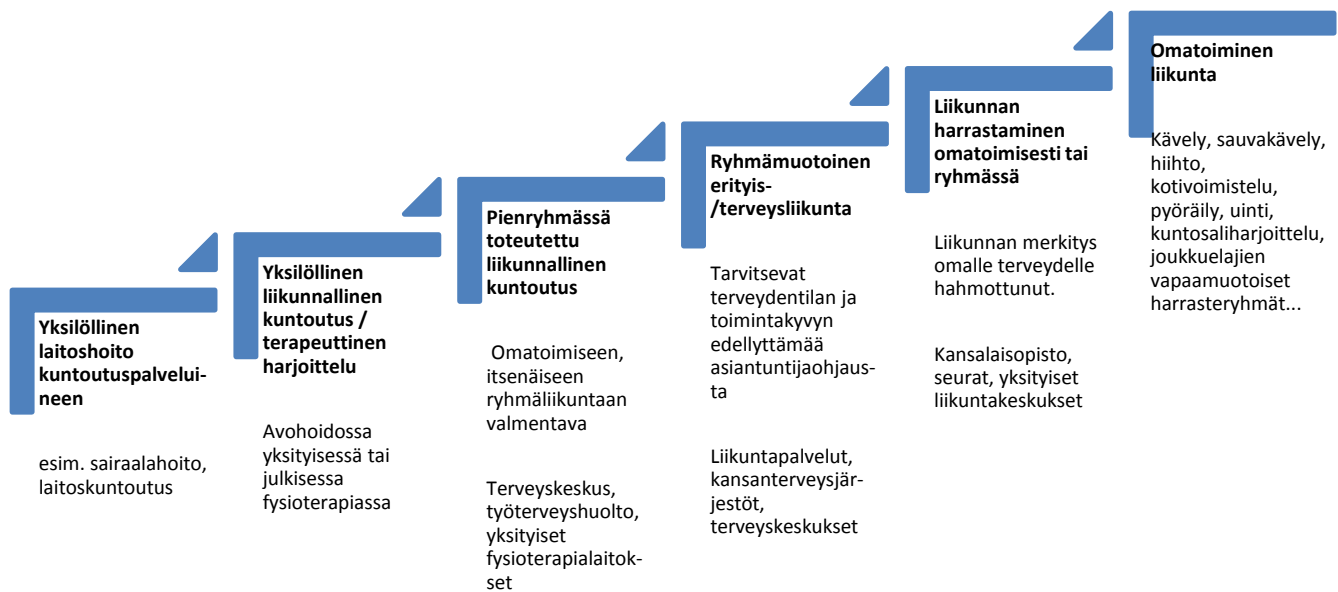 Yksilöllinen
laitoshoito
kuntoutuspalvelui-
neen
esim. sairaalahoito,
laitoskuntoutus
Yksilöllinen
liikunnallinen
kuntoutus /
terapeuttinen
harjoittelu
Avohoidossa
yksityisessä tai
julkisessa
fysioterapiassa
Pienryhmässä
toteutettu
liikunnallinen
kuntoutus
Omatoimiseen,
itsenäiseen
ryhmäliikuntaan
valmentava
Terveyskeskus,
työterveyshuolto,
yksityiset
fysioterapialaitok-
set
Ryhmämuotoinen
erityis-
/terveysliikunta
Tarvitsevat
terveydentilan ja
toimintakyvyn
edellyttämää
asiantuntijaohjaus-
ta
Liikuntapalvelut,
kansanterveysjär-
jestöt,
terveyskeskukset
Liikunnan
harrastaminen
omatoimisesti tai
ryhmässä
Liikunnan merkitys
omalle terveydelle
hahmottunut.
Kansalaisopisto,
seurat, yksityiset
liikuntakeskukset
Omatoiminen
liikunta
Kävely, sauvakävely,
hiihto,
kotivoimistelu,
pyöräily, uinti,
kuntosaliharjoittelu,
joukkuelajien
vapaamuotoiset
harrasteryhmät...